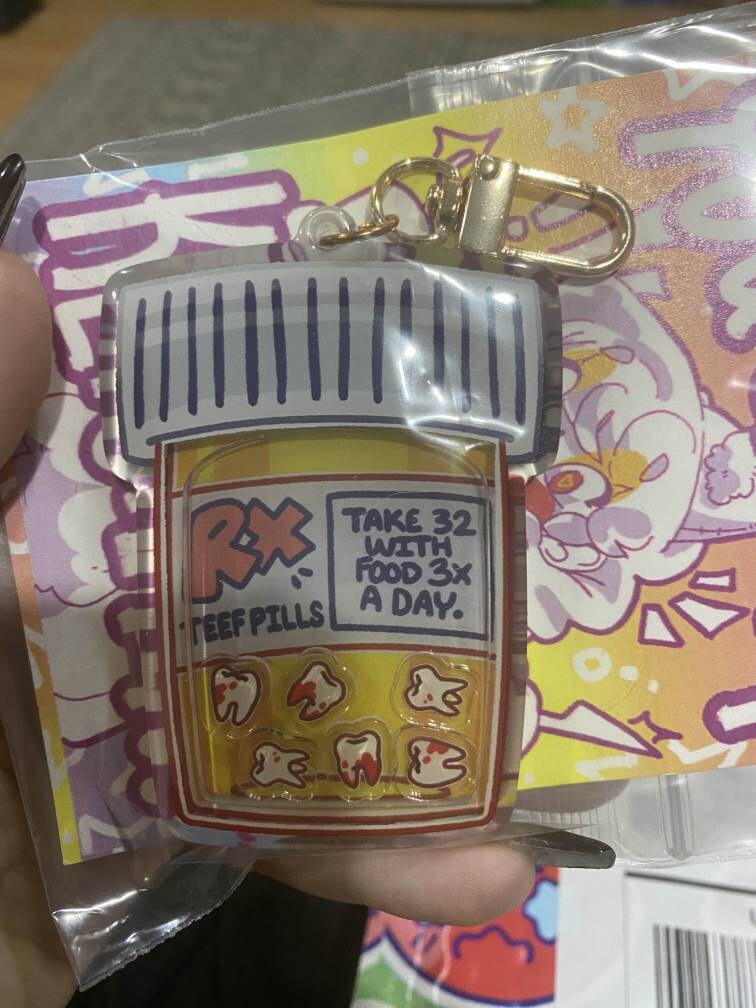 RX
TEEF PILLS
TAKE 32
WITH
FOOD 3X
A DAY.